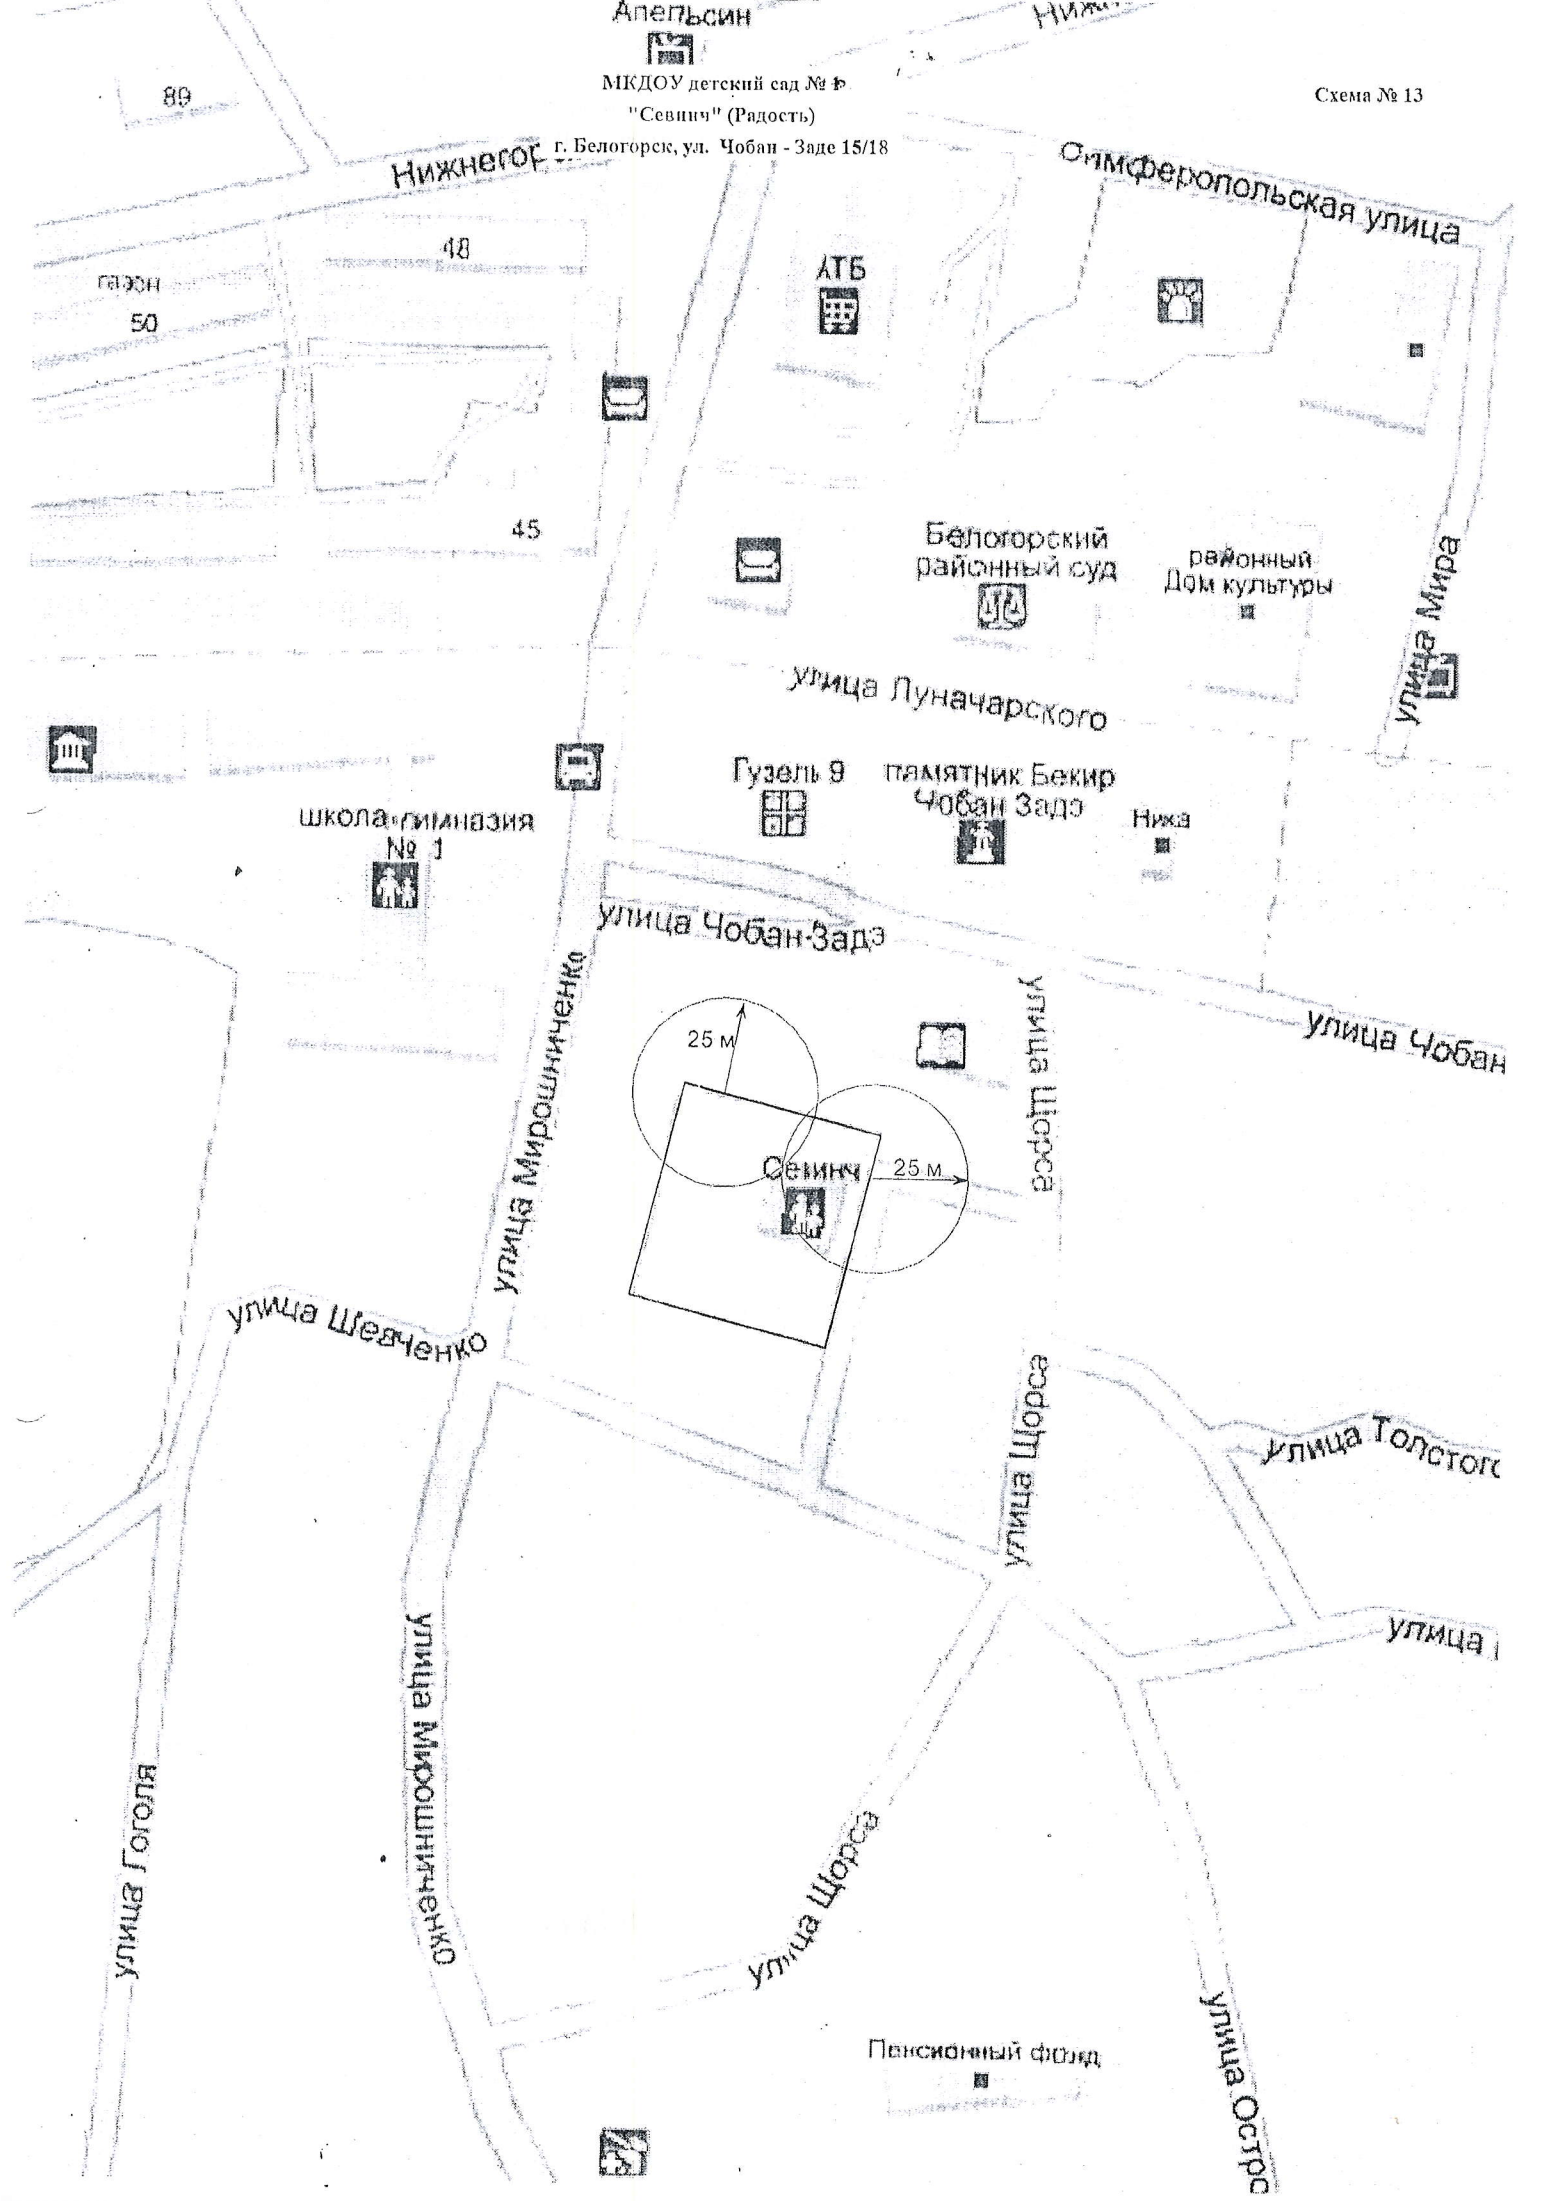 Апельсин
МКДОУ детский сад № 1
"Севинч" (Радость)
г. Белогорск, ул. Чобан - Заде 15/18
Схема № 13
89
Симферопольская улица
48
газон
50
АТБ
45
Белогорский
районный суд
районный
Дом культуры
улица Мира
улица Луначарского
Гузель 9
памятник Бекир
Чобан Задэ
Ника
школа-гимназия
№ 1
улица Чобан-Задэ
улица Мирошниченко
25 м
улица Щорса
улица Чобан
Севинч
25 м
улица Шевченко
улица Щорса
улица Толстого
улица
улица Мирошниченко
улица Гоголя
улица Щорса
улица Остро
Пенсионный фонд